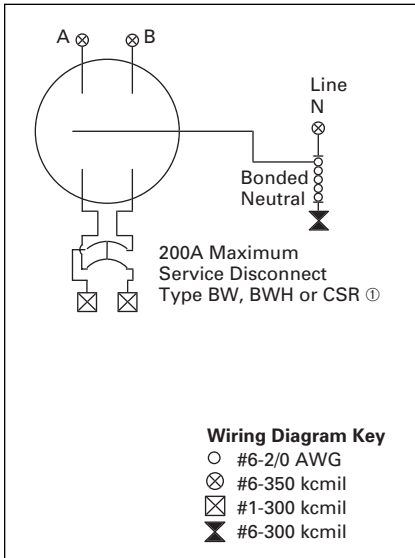 A B
Line
N
Bonded
Neutral
200A Maximum
Service Disconnect
Type BW, BWH or CSR ①
Wiring Diagram Key
#6-2/0 AWG
#6-350 kcmil
#1-300 kcmil
#6-300 kcmil